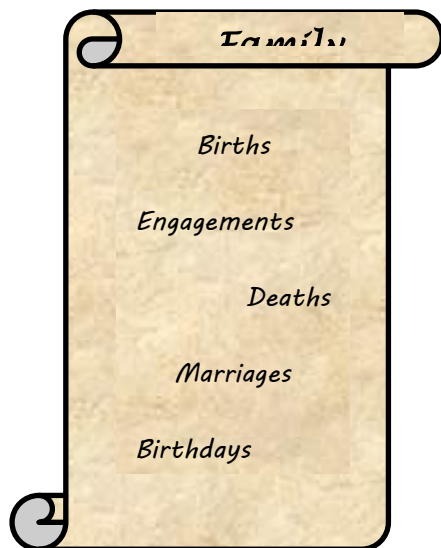 Family
Births
Engagements
Deaths
Marriages
Birthdays